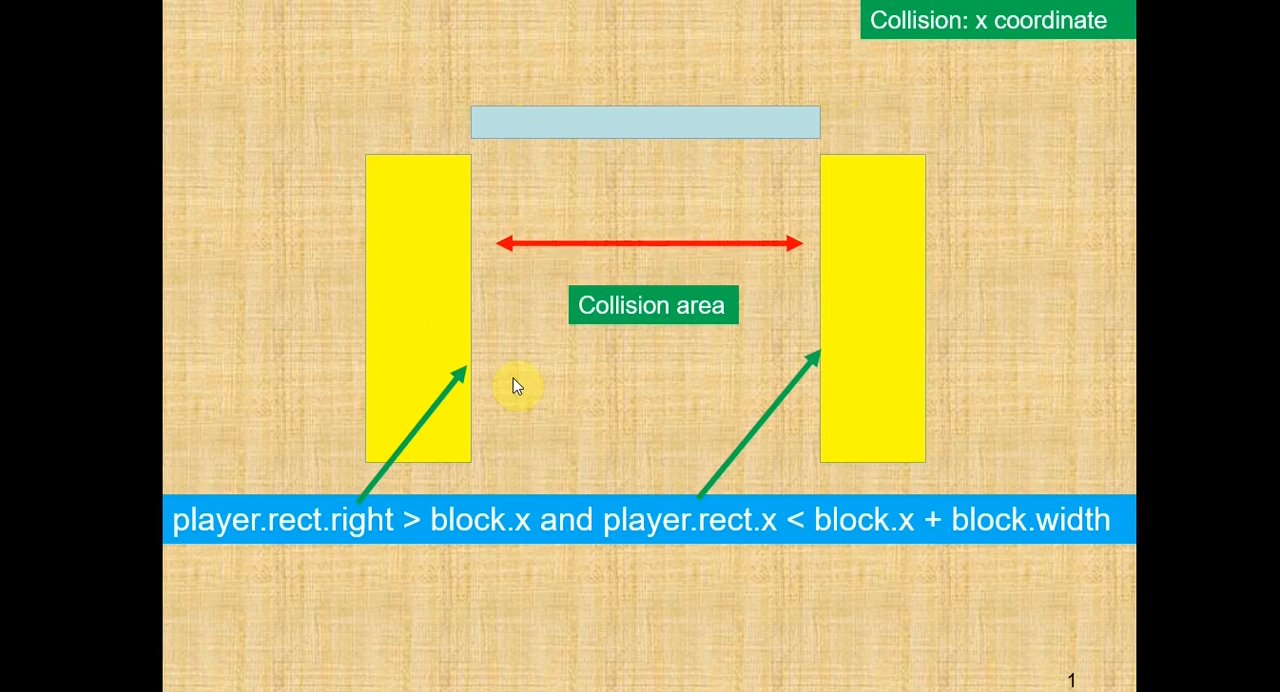 Collision: x coordinate
Collision area
player.rect.right > block.x and player.rect.x < block.x + block.width
1